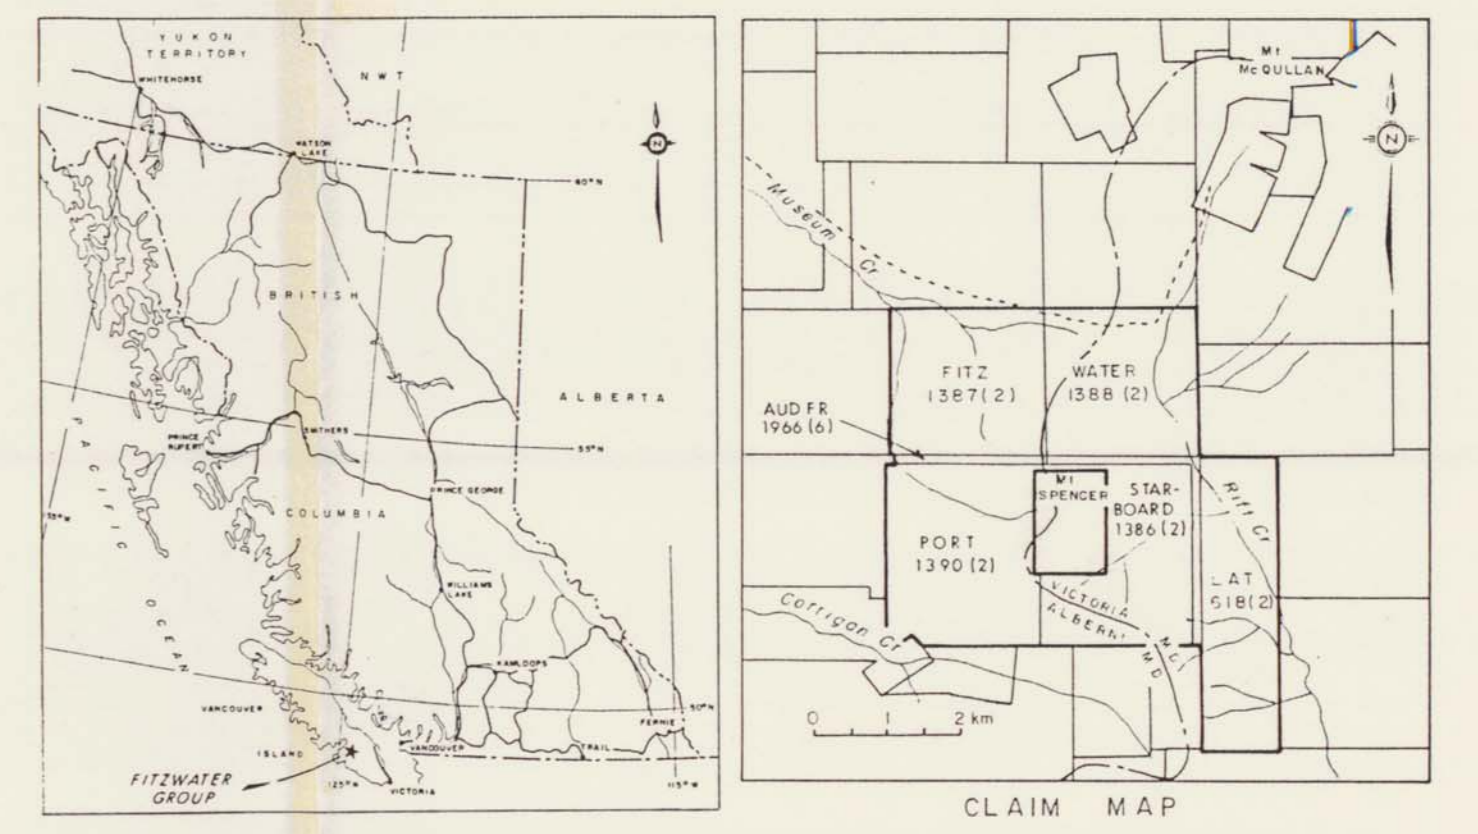 YUKON
TERRITORY
WHITEHORSE
N W T
WATSON
LAKE
N
60° N
BRITISH
ALBERTA
PACIFIC
OCEAN
PRINCE
RUPERT
SMITHERS
55° N
PRINCE GEORGE
COLUMBIA
WILLIAMS
LAKE
KAMLOOPS
50° N
VANCOUVER
ISLAND
FERNIE
VANCOUVER
TRAIL
FITZWATER
GROUP
125° W
VICTORIA
115° W
Mt
McQULLAN
N
Museum
Cr
FITZ
1387(2)
WATER
1388 (2)
AUD FR
1966 (6)
Mt
SPENCER
STAR-
BOARD
1386 (2)
Rift Cr
PORT
1390 (2)
LAT
618(2)
VICTORIA
M D
ALBERNI
M D
Corrigan Cr
0 1 2 km
CLAIM MAP